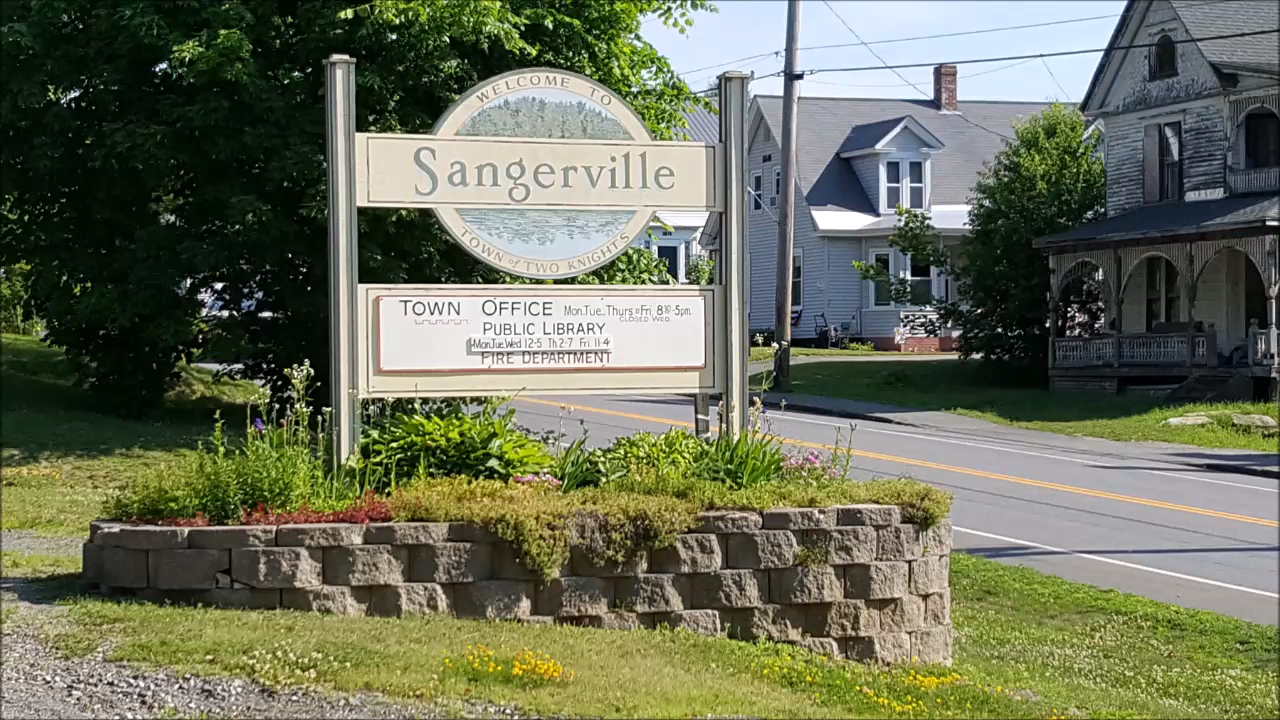 WELCOME TO
Sangerville
TOWN of TWO KNIGHTS
TOWN OFFICE Mon.Tue. Thurs & Fri. 8:30-5pm.
CLOSED WED.
PUBLIC LIBRARY
Mon.Tue.Wed 12-5 Th. 2-7 Fri. 11-4
FIRE DEPARTMENT